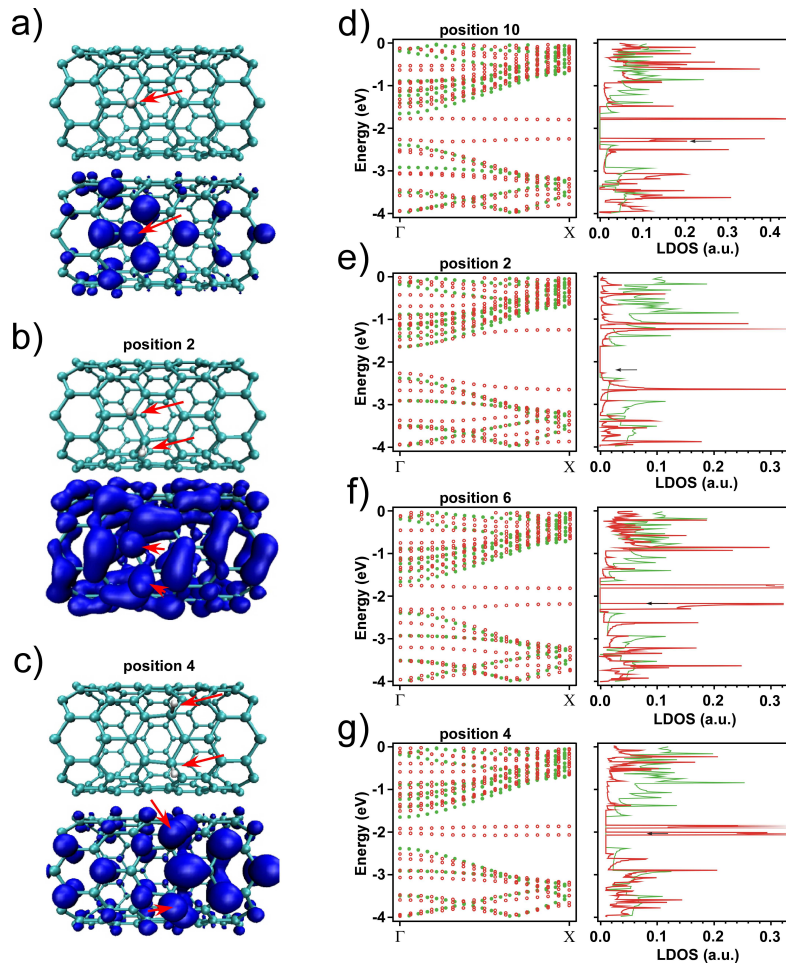 a)
b)
position 2
c)
position 4
d)
position 10
0
-1
-2
-3
-4
Energy (eV)
Γ
X
0.0 0.1 0.2 0.3 0.4
LDOS (a.u.)
e)
position 2
0
-1
-2
-3
-4
Energy (eV)
Γ
X
0.0 0.1 0.2 0.3
LDOS (a.u.)
f)
position 6
0
-1
-2
-3
-4
Energy (eV)
Γ
X
0.0 0.1 0.2 0.3
LDOS (a.u.)
g)
position 4
0
-1
-2
-3
-4
Energy (eV)
Γ
X
0.0 0.1 0.2 0.3
LDOS (a.u.)